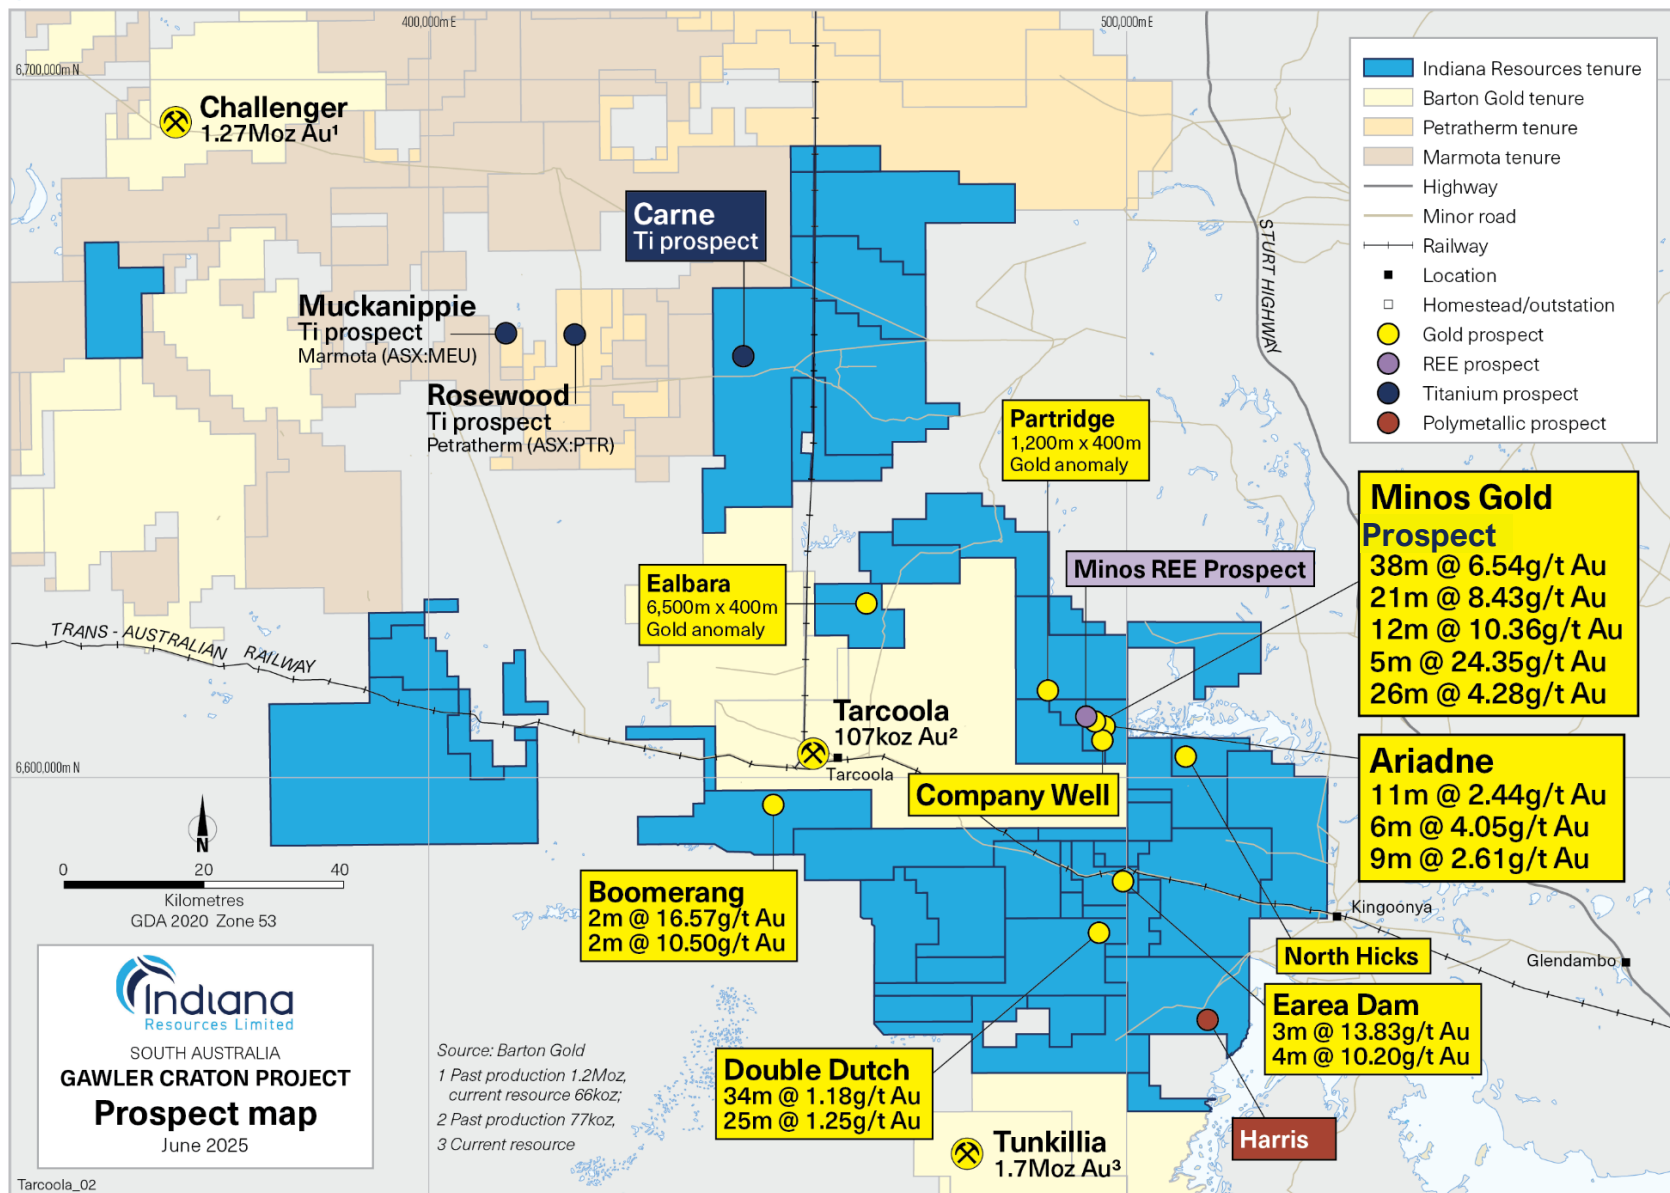 400,000m E
500,000m E
6,700,000m N
Challenger
1.27Moz Au¹
Indiana Resources tenure
Barton Gold tenure
Petratherm tenure
Marmota tenure
Highway
Minor road
Railway
Location
Homestead/outstation
Gold prospect
REE prospect
Titanium prospect
Polymetallic prospect
STURT HIGHWAY
Carne
Ti prospect
Muckanippie
Ti prospect
Marmota (ASX:MEU)
Rosewood
Ti prospect
Petratherm (ASX:PTR)
Partridge
1,200m x 400m
Gold anomaly
Minos Gold
Prospect
38m @ 6.54g/t Au
21m @ 8.43g/t Au
12m @ 10.36g/t Au
5m @ 24.35g/t Au
26m @ 4.28g/t Au
Minos REE Prospect
Ealbara
6,500m x 400m
Gold anomaly
TRANS - AUSTRALIAN RAILWAY
Tarcoola
107koz Au²
Tarcoola
6,600,000m N
Company Well
Ariadne
11m @ 2.44g/t Au
6m @ 4.05g/t Au
9m @ 2.61g/t Au
N
0 20 40
Kilometres
GDA 2020 Zone 53
Boomerang
2m @ 16.57g/t Au
2m @ 10.50g/t Au
Kingoonya
North Hicks
Glendambo
Earea Dam
3m @ 13.83g/t Au
4m @ 10.20g/t Au
Double Dutch
34m @ 1.18g/t Au
25m @ 1.25g/t Au
Harris
Tunkillia
1.7Moz Au³
Indiana
Resources Limited
SOUTH AUSTRALIA
GAWLER CRATON PROJECT
Prospect map
June 2025
Source: Barton Gold
1 Past production 1.2Moz,
current resource 66koz;
2 Past production 77koz,
3 Current resource
Tarcoola_02